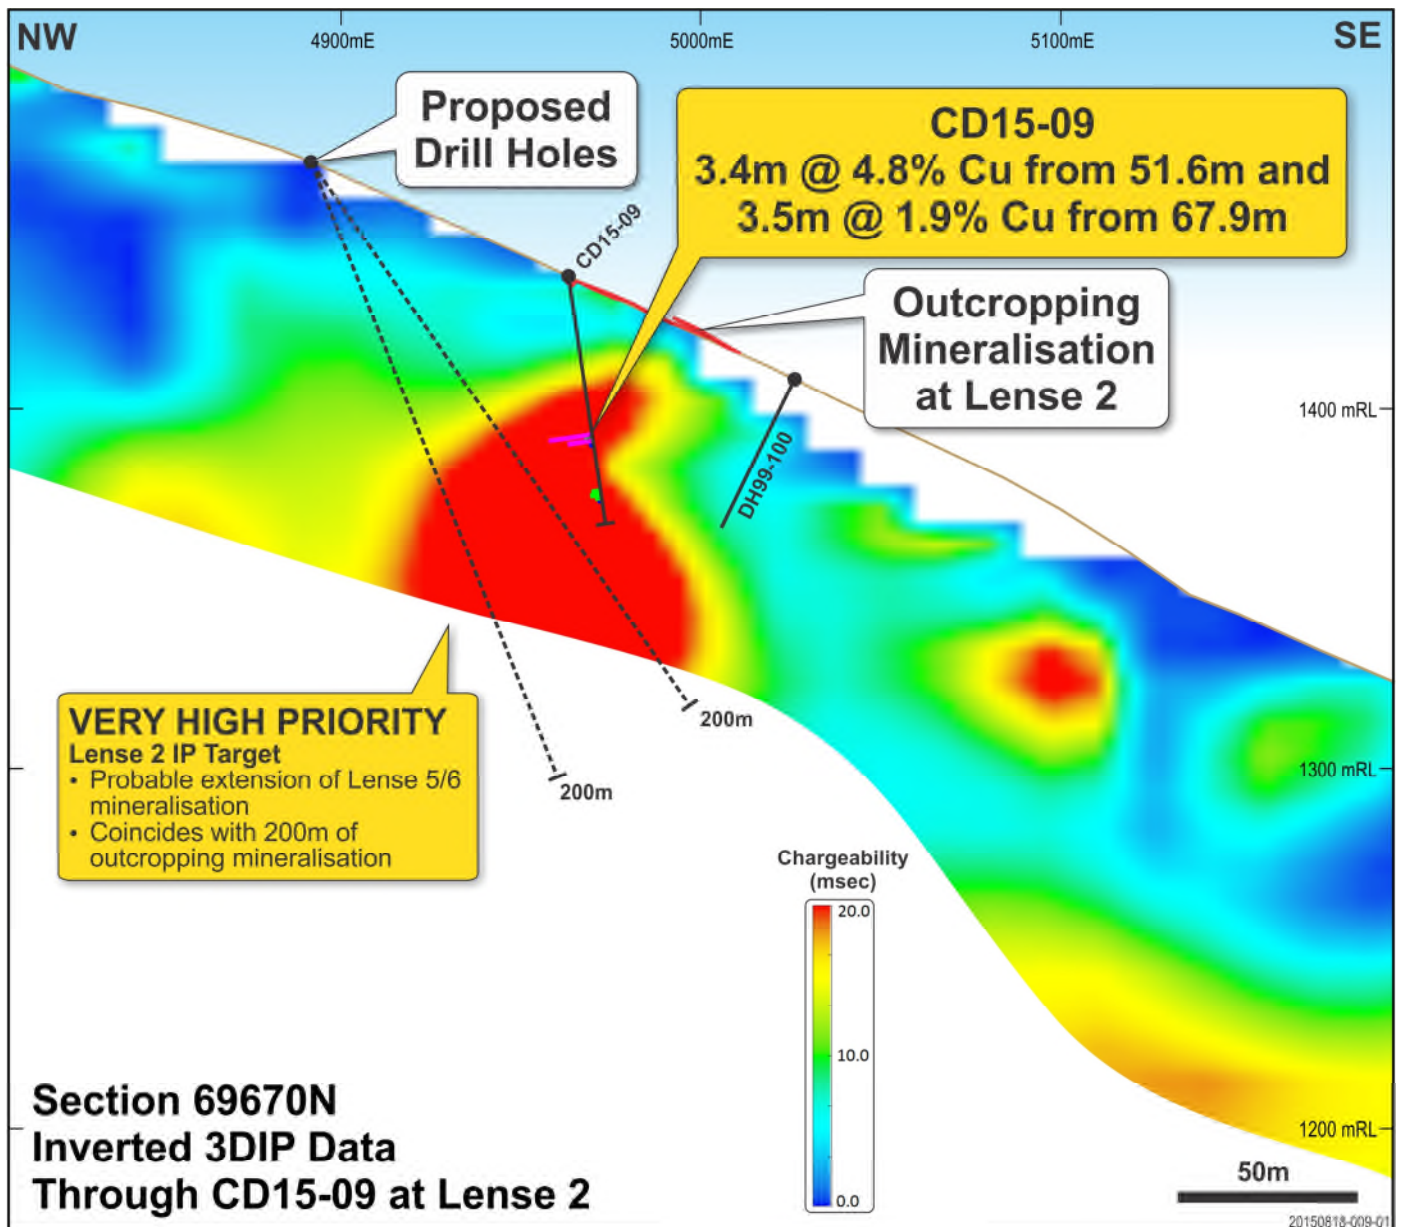 NW
4900mE
5000mE
5100mE
SE
Proposed
Drill Holes
CD15-09
3.4m @ 4.8% Cu from 51.6m and
3.5m @ 1.9% Cu from 67.9m
CD15-09
Outcropping
Mineralisation
at Lense 2
1400 mRL
DH99-100
VERY HIGH PRIORITY
Lense 2 IP Target
• Probable extension of Lense 5/6
mineralisation
• Coincides with 200m of
outcropping mineralisation
200m
200m
1300 mRL
Chargeability
(msec)
20.0
10.0
0.0
Section 69670N
Inverted 3DIP Data
Through CD15-09 at Lense 2
1200 mRL
50m
20150818-009-01